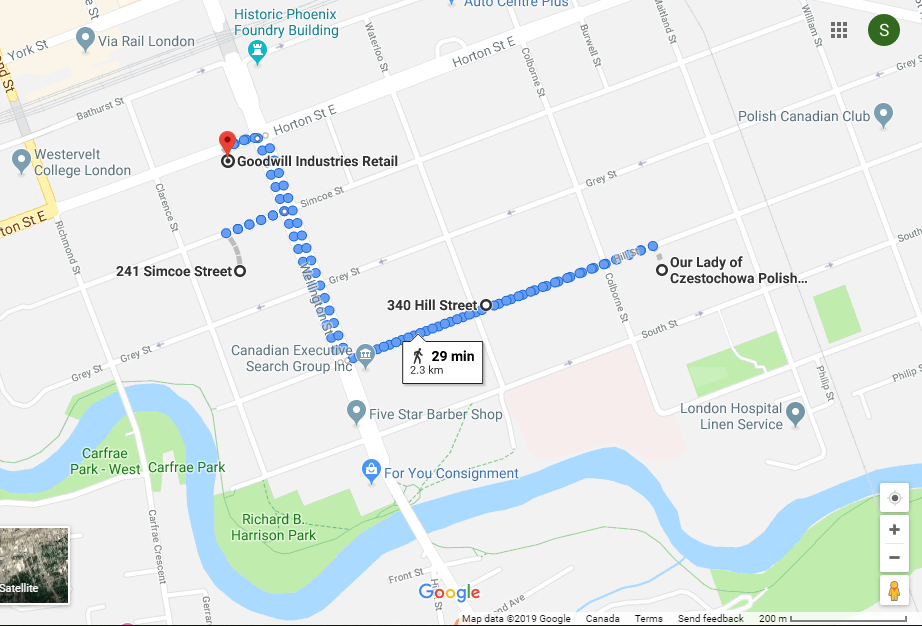 Auto Centre Plus
Historic Phoenix
Foundry Building
York St
Via Rail London
Waterloo St
Burwell St
Maitland St
William St
S
Horton St E
Colborne St
Grey St
Bathurst St
Horton St E
Polish Canadian Club
Westervelt
College London
Goodwill Industries Retail
Clarence St
Simcoe St
Grey St
Richmond St
241 Simcoe Street
Grey St
Wellington St
Hill St
Our Lady of
Czestochowa Polish...
South
340 Hill Street
Colborne St
South St
Grey St
Grey St
Canadian Executive
Search Group Inc
29 min
2.3 km
Philip St
Philip St
Five Star Barber Shop
London Hospital
Linen Service
Carfrae
Park - West
Carfrae Park
For You Consignment
Carfrae Crescent
Richard B.
Harrison Park
Front St
Satellite
Google
Map data ©2019 Google
Canada
Terms
Send feedback
200 m